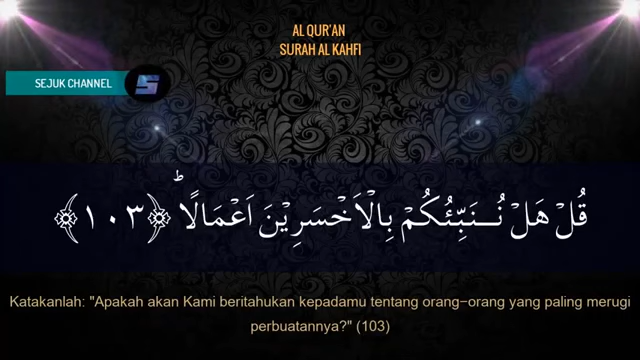 AL QUR'AN
SURAH AL KAHFI
SEJUK CHANNEL
قُلْ هَلْ نُـنَبِّئُكُمْ بِالْاَخْسَرِيْنَ اَعْمَالًا ۗ ﴿١٠٣﴾
Katakanlah: "Apakah akan Kami beritahukan kepadamu tentang orang-orang yang paling merugi
perbuatannya?" (103)